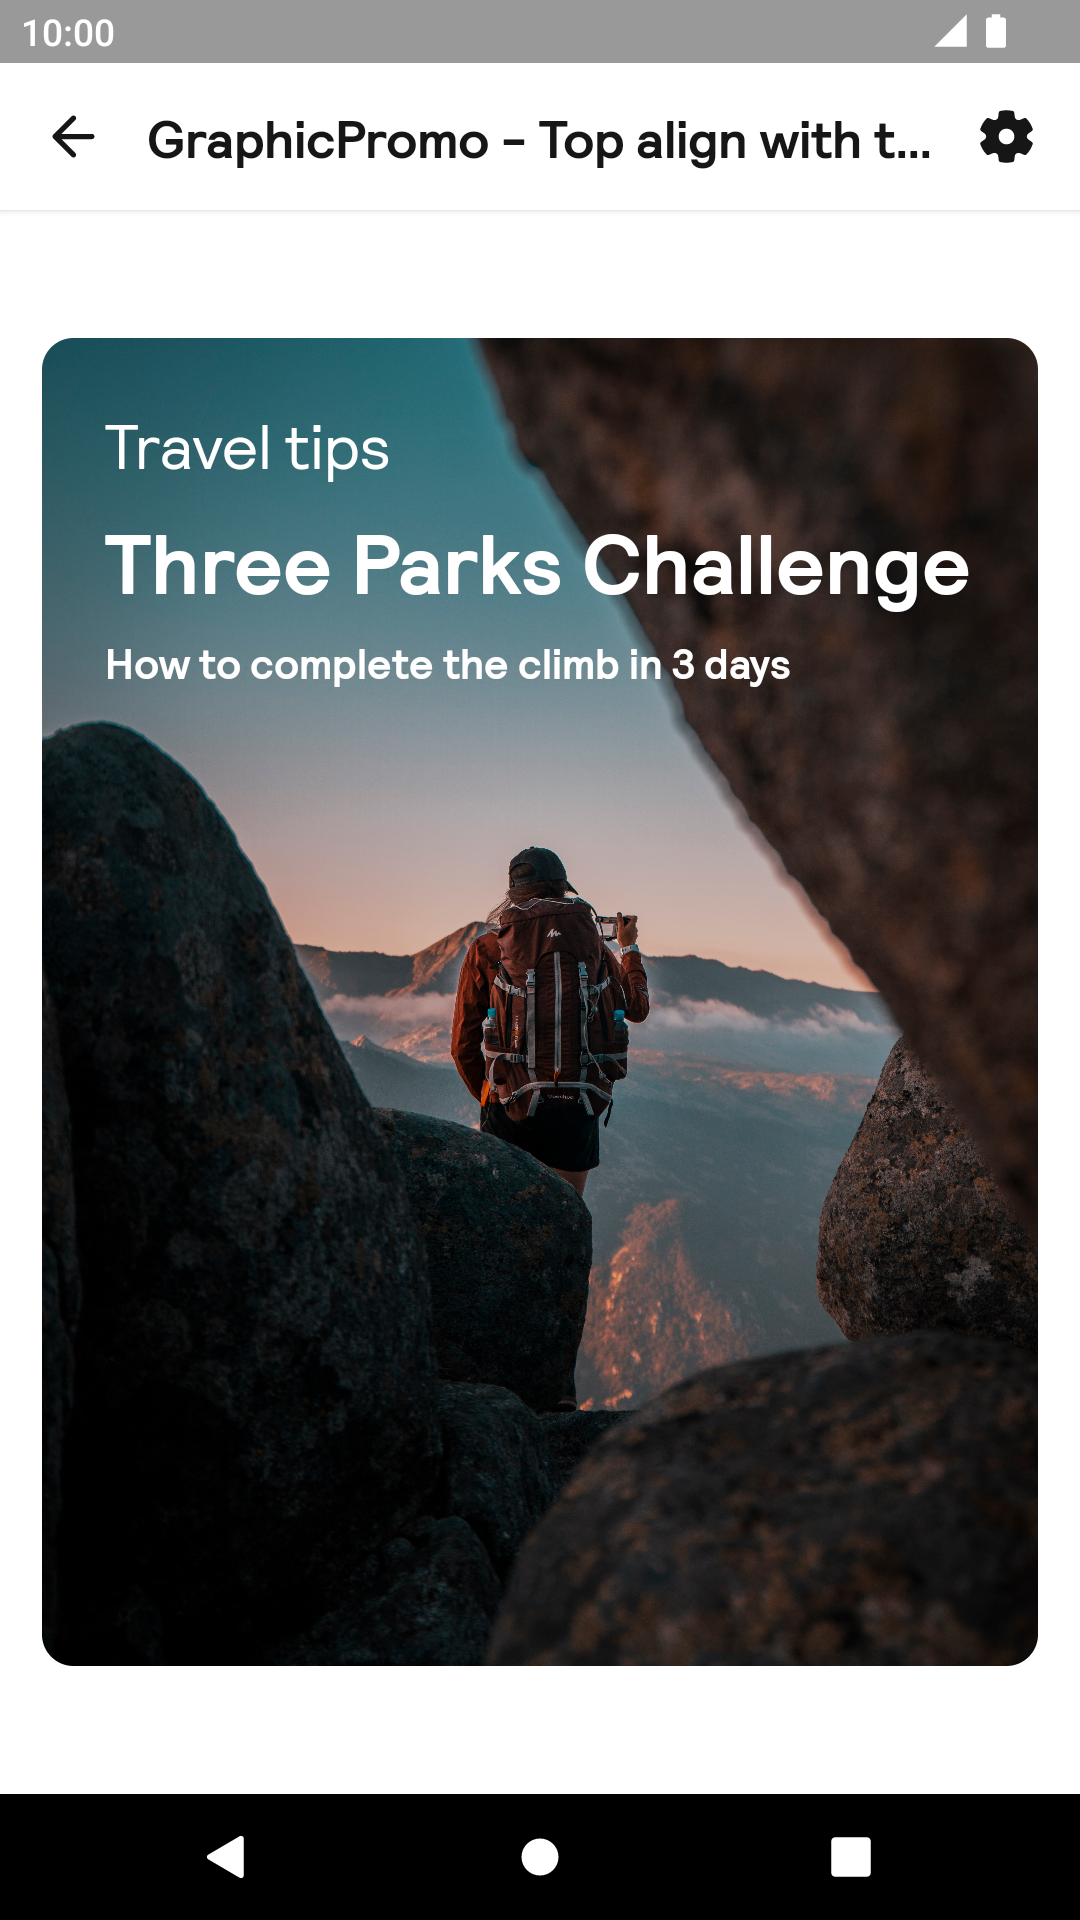 10:00
GraphicPromo - Top align with t...
Travel tips
Three Parks Challenge
How to complete the climb in 3 days